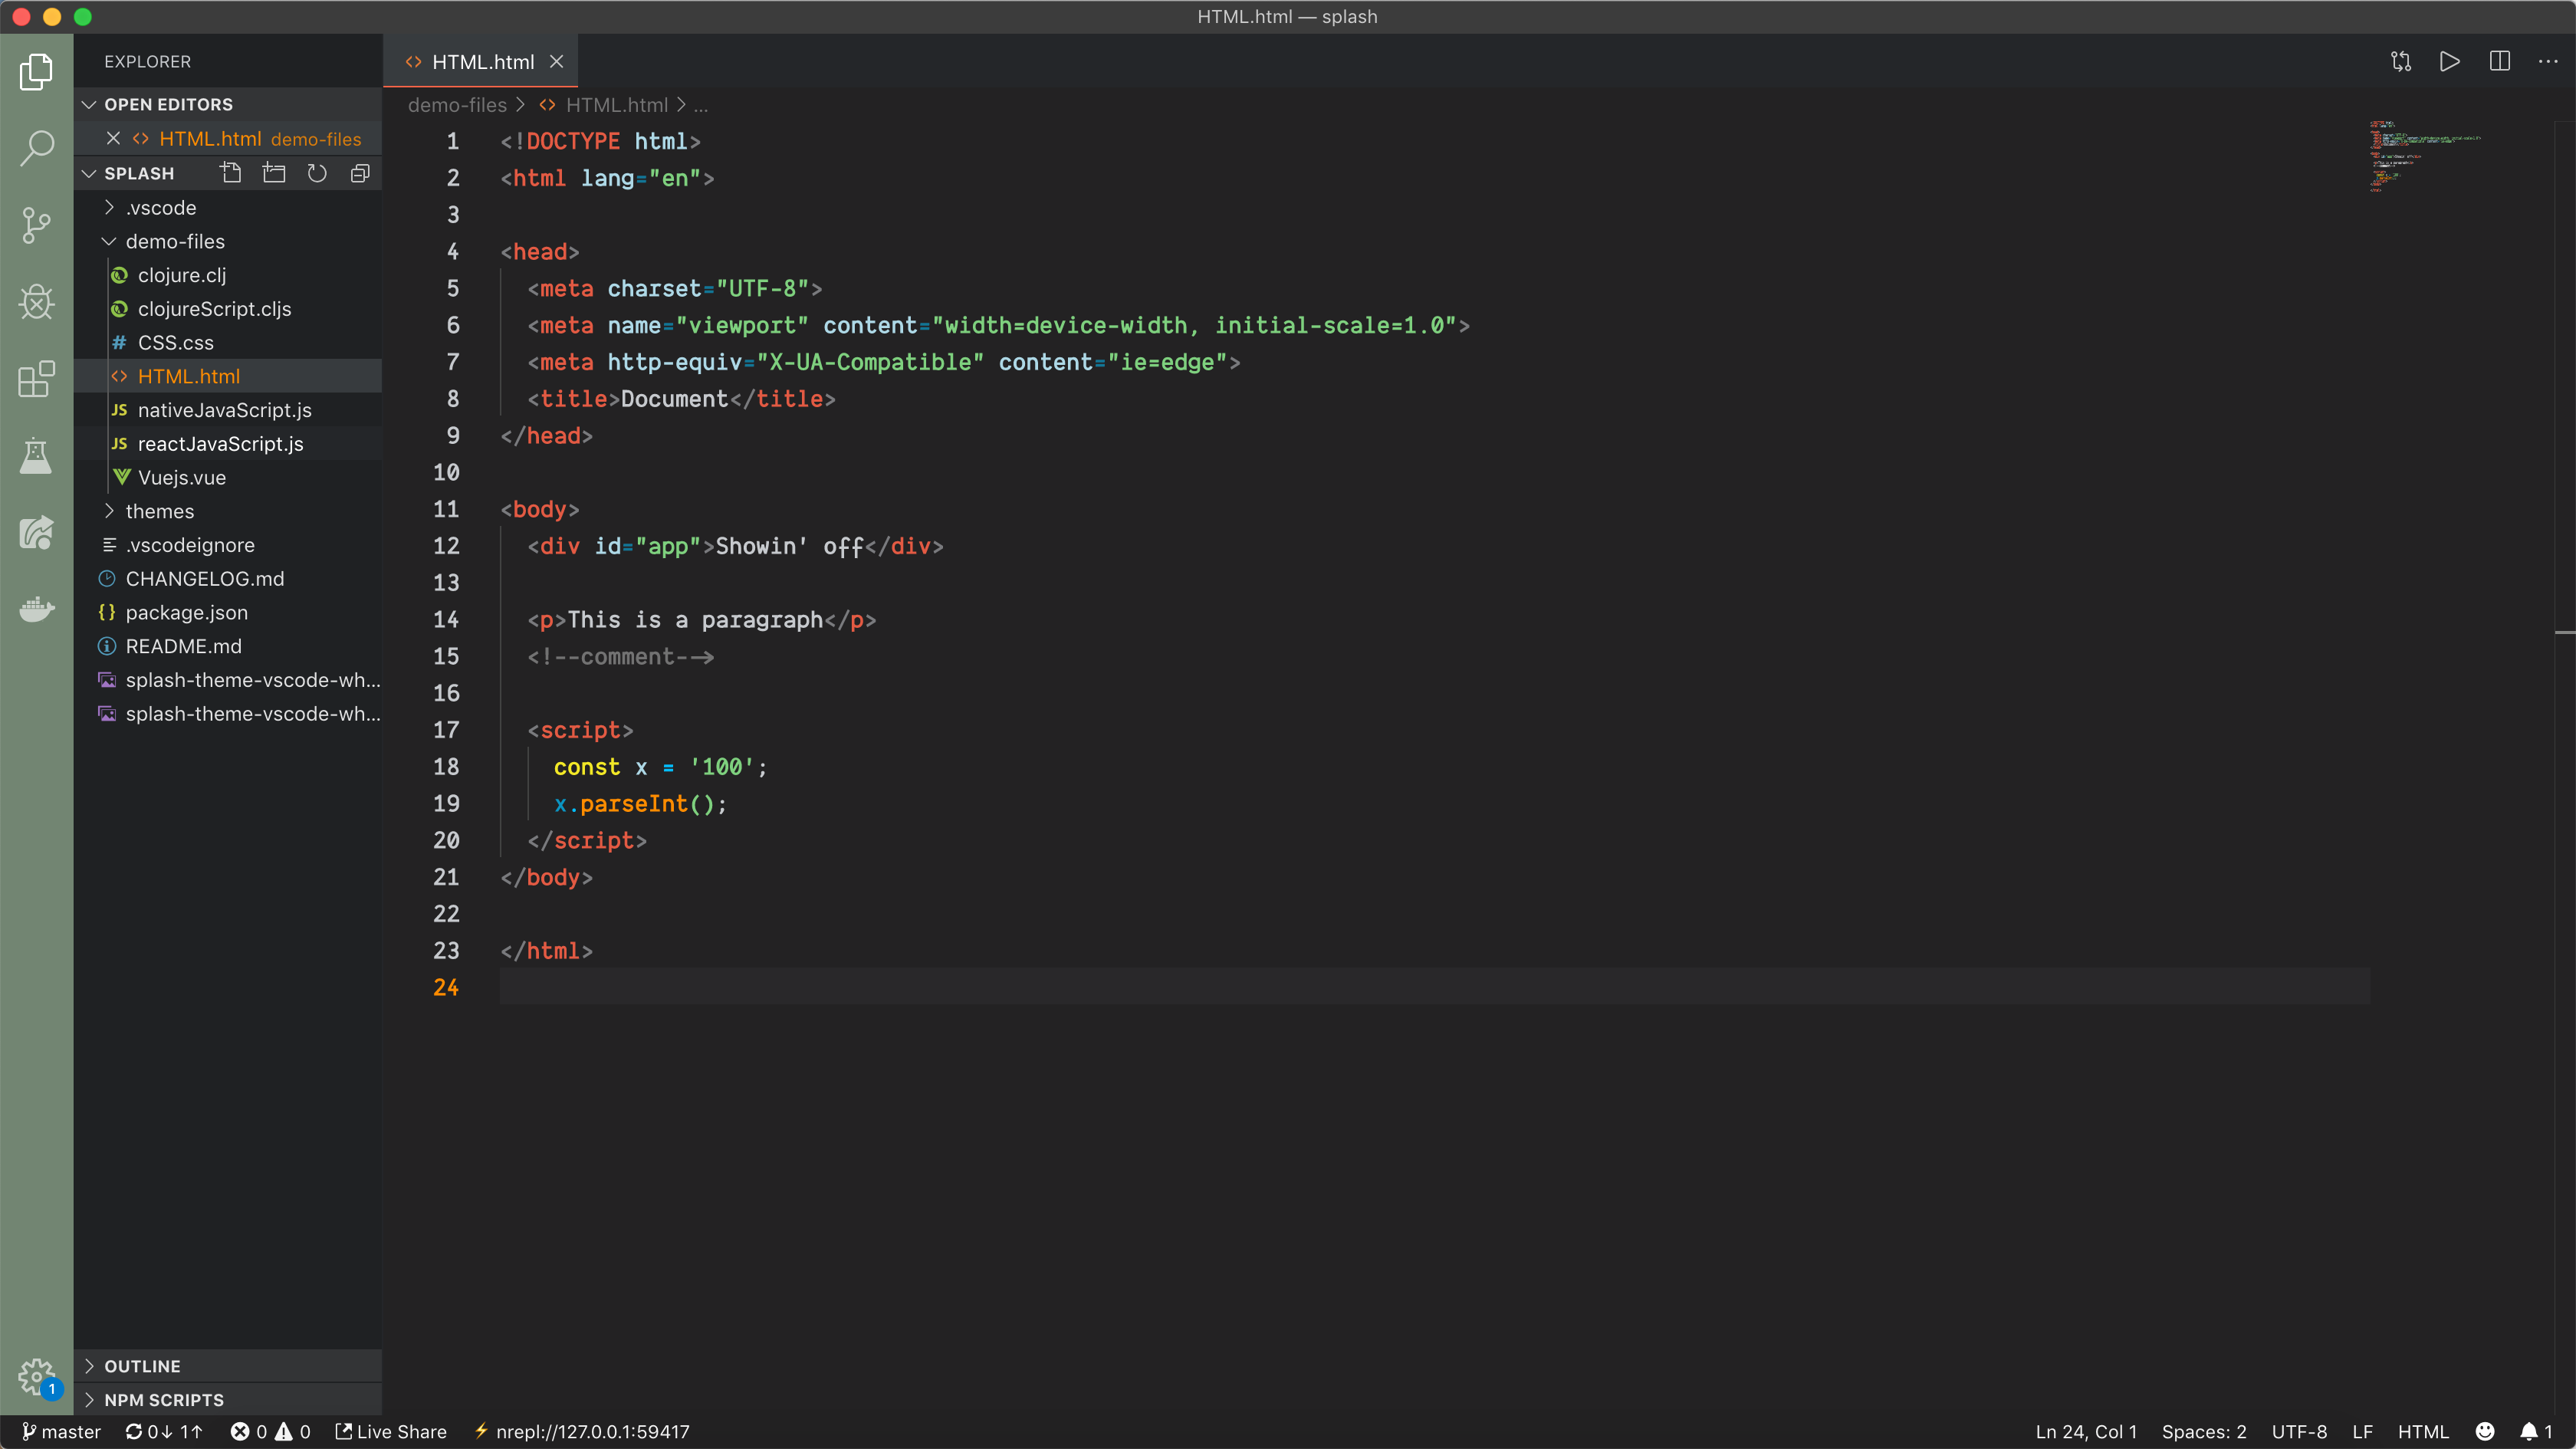 HTML.html — splash
EXPLORER
OPEN EDITORS
HTML.html demo-files
SPLASH
.vscode
demo-files
clojure.clj
clojureScript.cljs
CSS.css
HTML.html
nativeJavaScript.js
reactJavaScript.js
Vuejs.vue
themes
.vscodeignore
CHANGELOG.md
package.json
README.md
splash-theme-vscode-wh...
splash-theme-vscode-wh...
OUTLINE
NPM SCRIPTS
1
HTML.html
demo-files > HTML.html > ...
1 <!DOCTYPE html>
2 <html lang="en">
3
4 <head>
5 <meta charset="UTF-8">
6 <meta name="viewport" content="width=device-width, initial-scale=1.0">
7 <meta http-equiv="X-UA-Compatible" content="ie=edge">
8 <title>Document</title>
9 </head>
10
11 <body>
12 <div id="app">Showin' off</div>
13
14 <p>This is a paragraph</p>
15 <!--comment-->
16
17 <script>
18 const x = '100';
19 x.parseInt();
20 </script>
21 </body>
22
23 </html>
24
master 0↓ 1↑ 0 0 Live Share nrepl://127.0.0.1:59417 Ln 24, Col 1 Spaces: 2 UTF-8 LF HTML 1